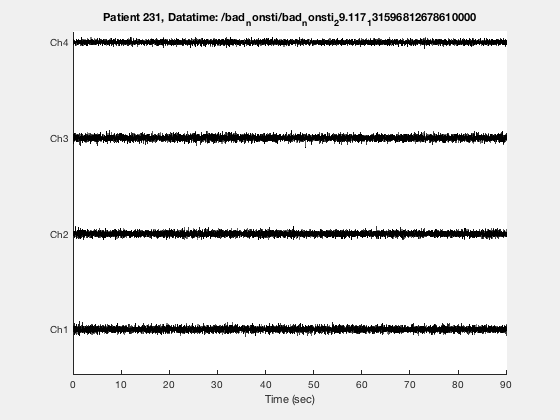 Patient 231, Datatime: /bad_nonsti/bad_nonsti_29.117_131596812678610000
Ch4
Ch3
Ch2
Ch1
0 10 20 30 40 50 60 70 80 90
Time (sec)